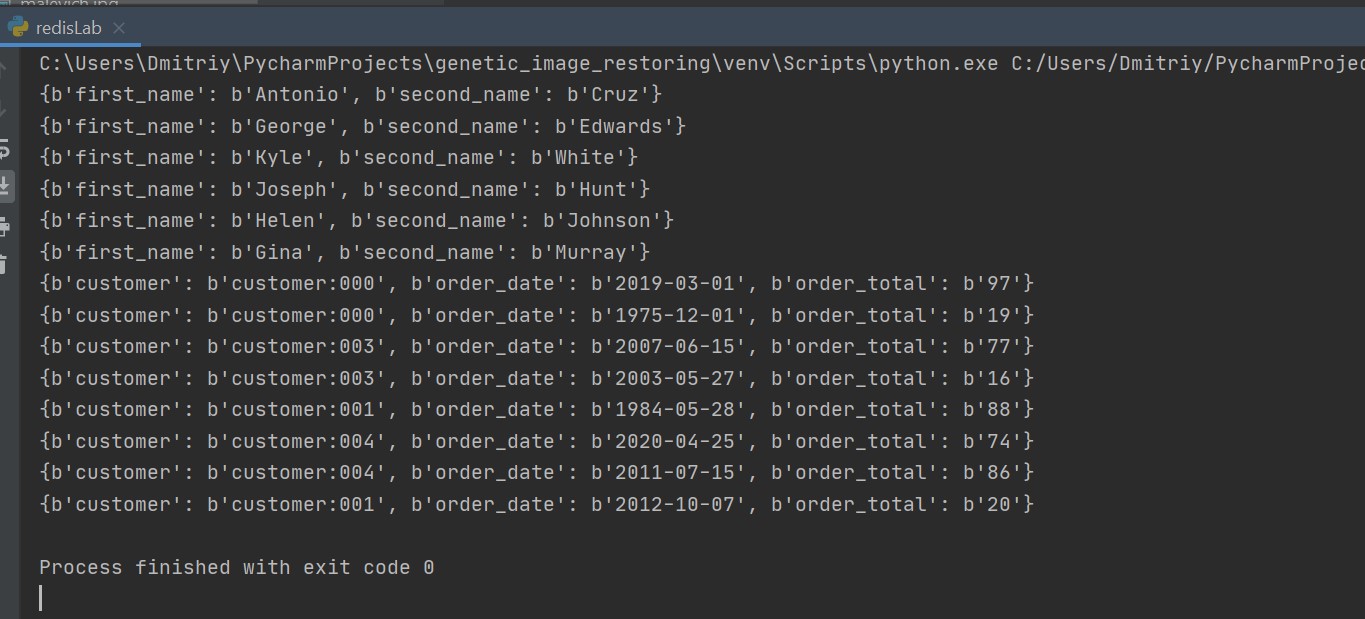 redisLab
C:\Users\Dmitriy\PycharmProjects\genetic_image_restoring\venv\Scripts\python.exe C:/Users/Dmitriy/PycharmProjec
{b'first_name': b'Antonio', b'second_name': b'Cruz'}
{b'first_name': b'George', b'second_name': b'Edwards'}
{b'first_name': b'Kyle', b'second_name': b'White'}
{b'first_name': b'Joseph', b'second_name': b'Hunt'}
{b'first_name': b'Helen', b'second_name': b'Johnson'}
{b'first_name': b'Gina', b'second_name': b'Murray'}
{b'customer': b'customer:000', b'order_date': b'2019-03-01', b'order_total': b'97'}
{b'customer': b'customer:000', b'order_date': b'1975-12-01', b'order_total': b'19'}
{b'customer': b'customer:003', b'order_date': b'2007-06-15', b'order_total': b'77'}
{b'customer': b'customer:003', b'order_date': b'2003-05-27', b'order_total': b'16'}
{b'customer': b'customer:001', b'order_date': b'1984-05-28', b'order_total': b'88'}
{b'customer': b'customer:004', b'order_date': b'2020-04-25', b'order_total': b'74'}
{b'customer': b'customer:004', b'order_date': b'2011-07-15', b'order_total': b'86'}
{b'customer': b'customer:001', b'order_date': b'2012-10-07', b'order_total': b'20'}
Process finished with exit code 0